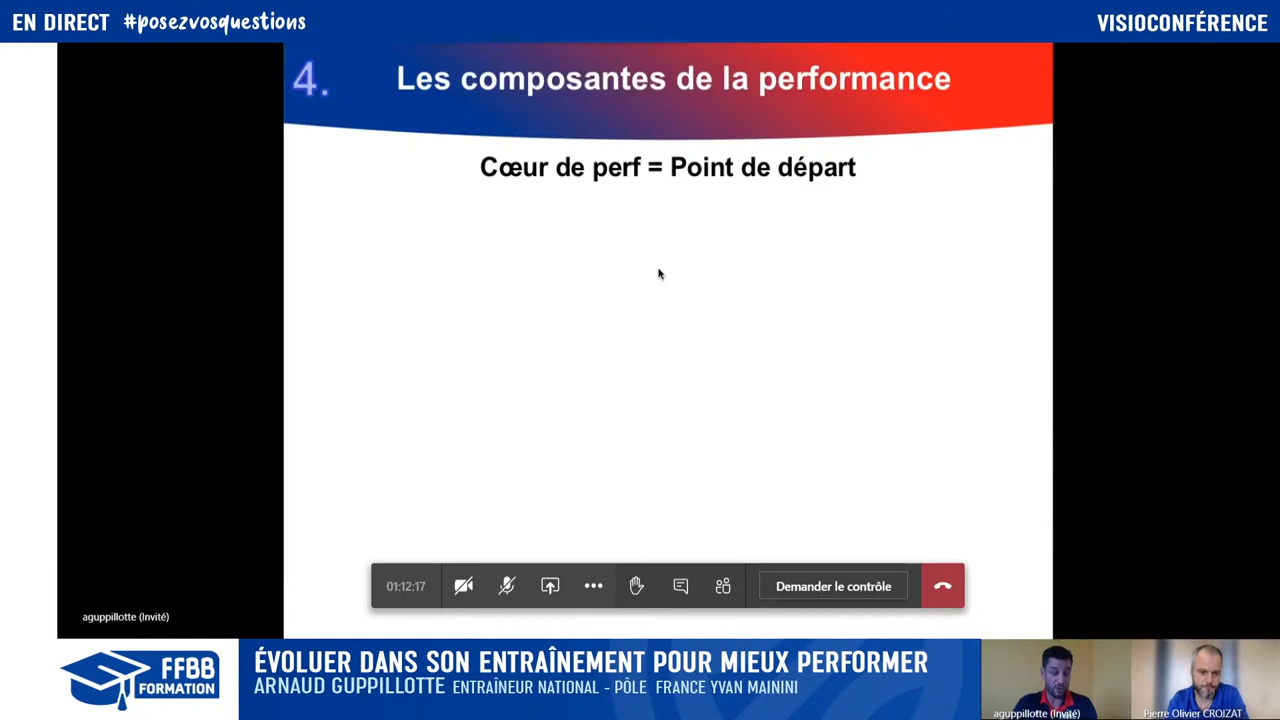 EN DIRECT #posezvosquestions
VISIOCONFÉRENCE
4. Les composantes de la performance
Cœur de perf = Point de départ
01:12:17
Demander le contrôle
aguppillotte (Invité)
FFBB
FORMATION
ÉVOLUER DANS SON ENTRAÎNEMENT POUR MIEUX PERFORMER
ARNAUD GUPPILLOTTE ENTRAÎNEUR NATIONAL - PÔLE FRANCE YVAN MAININI
aguppillotte (Invité)
Pierre Olivier CROIZAT